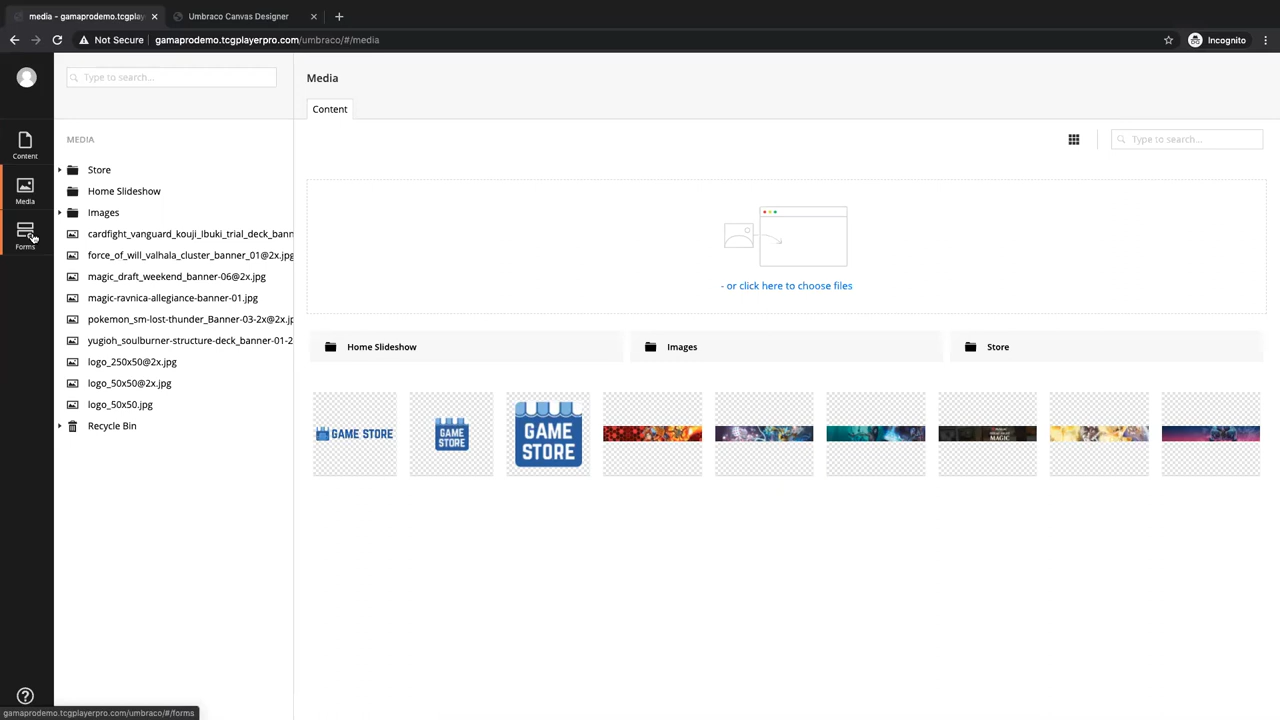 media - gamaprodemo.tcgplay
Umbraco Canvas Designer
Not Secure
gamaprodemo.tcgplayerpro.com/umbraco/#/media
Incognito
Type to search...
Media
Content
Content
Media
Forms
MEDIA
Type to search...
Store
Home Slideshow
Images
cardfight_vanguard_kouji_Ibuki_trial_deck_bann
force_of_will_valhala_cluster_banner_01@2x.jpg
magic_draft_weekend_banner-06@2x.jpg
magic-ravnica-allegiance-banner-01.jpg
pokemon_sm-lost-thunder_Banner-03-2x@2x.jp
yugioh_soulburner-structure-deck_banner-01-2
logo_250x50@2x.jpg
logo_50x50@2x.jpg
logo_50x50.jpg
Recycle Bin
- or click here to choose files
Home Slideshow
Images
Store
GAME STORE
GAME
STORE
GAME
STORE
MAGIC
gamaprodemo.tcgplayerpro.com/umbraco/#/forms